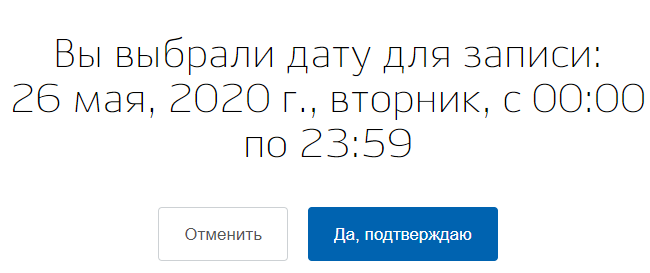 Вы выбрали дату для записи:
26 мая, 2020 г., вторник, с 00:00
по 23:59
Отменить
Да, подтверждаю